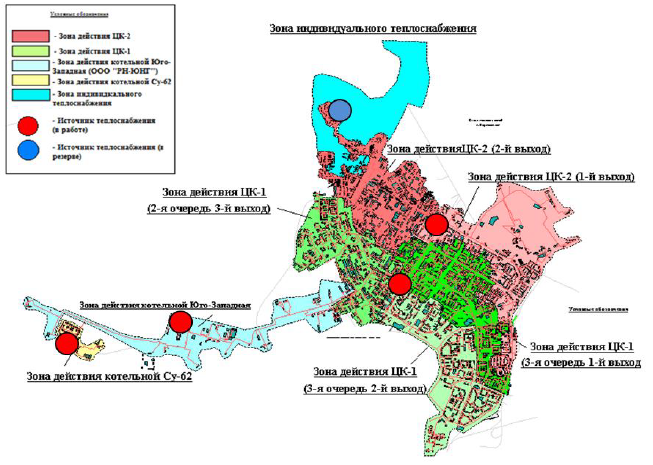 Условные обозначения
- Зона действия ЦК-2
- Зона действия ЦК-1
- Зона действия котельной Юго-
Западная (ООО "РН-ЮНГ")
- Зона действия котельной Су-62
- Зона индивидкального
теплоснабжения
- Источник теплоснабжения
(в работе)
- Источник теплоснабжения (в
резерве)
Зона индивидуального теплоснабжения
Зона действияЦК-2 (2-й выход)
Зона действия ЦК-2 (1-й выход)
Зона действия ЦК-1
(2-я очередь 3-й выход)
Зона действия котельной Юго-Западная
Условные обозначения
Зона действия ЦК-1
(3-я очередь 1-й выход
Зона действия ЦК-1
(3-я очередь 2-й выход)
Зона действия котельной Су-62